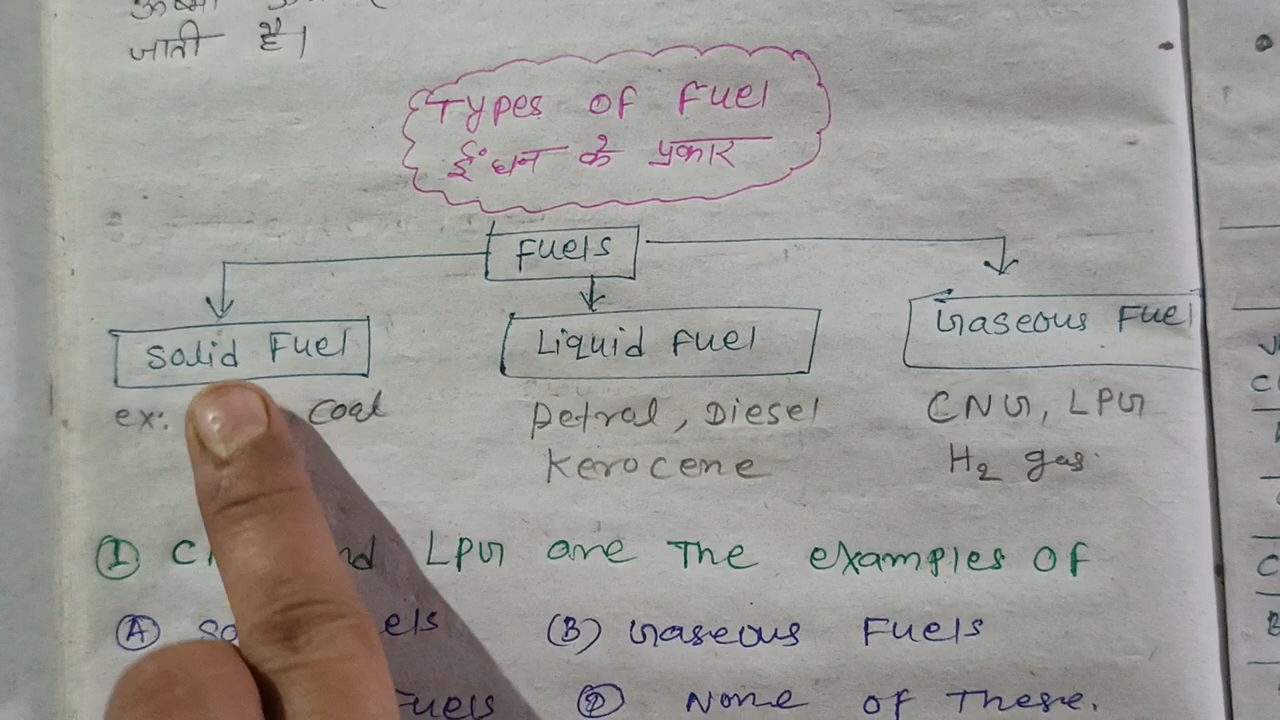 जाती है।
Types of Fuel
ईंधन के प्रकार
Fuels
Solid Fuel
Liquid Fuel
Gaseous Fuel
ex: coal
Petrol, Diesel
Kerocene
CNG, LPG
H₂ gas.
① LPG are The examples of
Ⓐ (B) Gaseous Fuels
Fuels Ⓓ None of These.